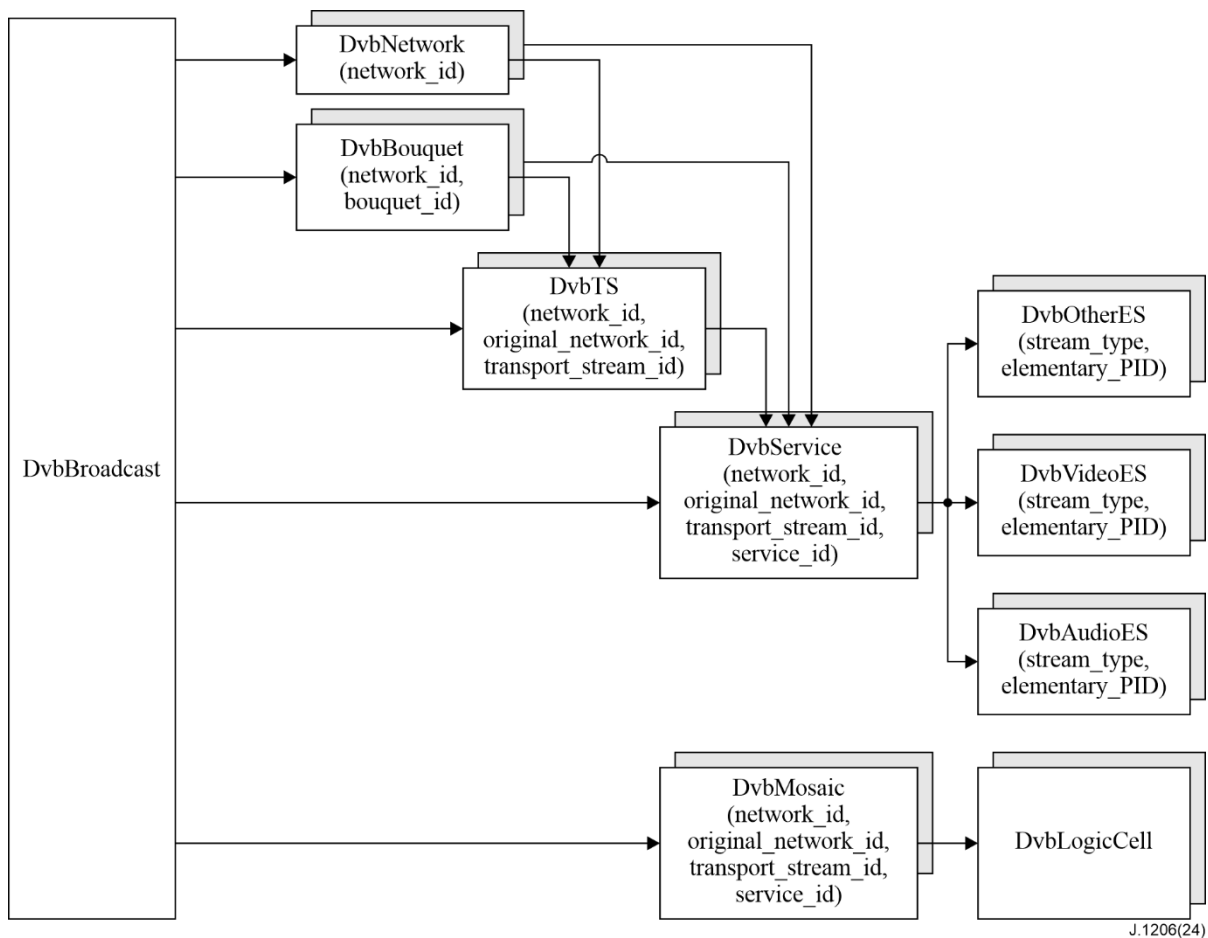 DvbBroadcast
DvbNetwork
(network_id)
DvbBouquet
(network_id,
bouquet_id)
DvbTS
(network_id,
original_network_id,
transport_stream_id)
DvbService
(network_id,
original_network_id,
transport_stream_id,
service_id)
DvbOtherES
(stream_type,
elementary_PID)
DvbVideoES
(stream_type,
elementary_PID)
DvbAudioES
(stream_type,
elementary_PID)
DvbMosaic
(network_id,
original_network_id,
transport_stream_id,
service_id)
DvbLogicCell
J.1206(24)